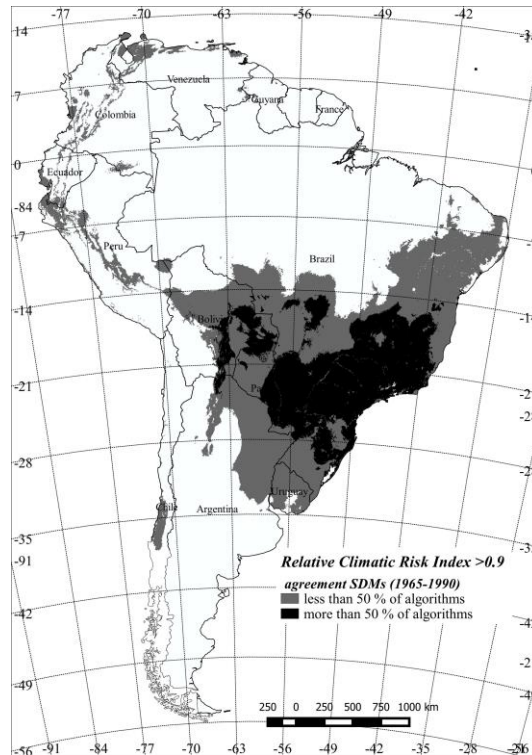 -77 -70 -63 -56 -49 -42
14
7
Venezuela
Guyana
France
Colombia
0
Ecuador
-84
-7
Peru
Brazil
-14
Bolivi
-21
-28
Uruguay
Chile
Argentina
-35
-91
Relative Climatic Risk Index >0.9
agreement SDMs (1965-1990)
less than 50 % of algorithms
more than 50 % of algorithms
-42
-49
250 0 250 500 750 1000 km
-56
-91 -84 -77 -70 -63 -56 -49 -42 -35 -28